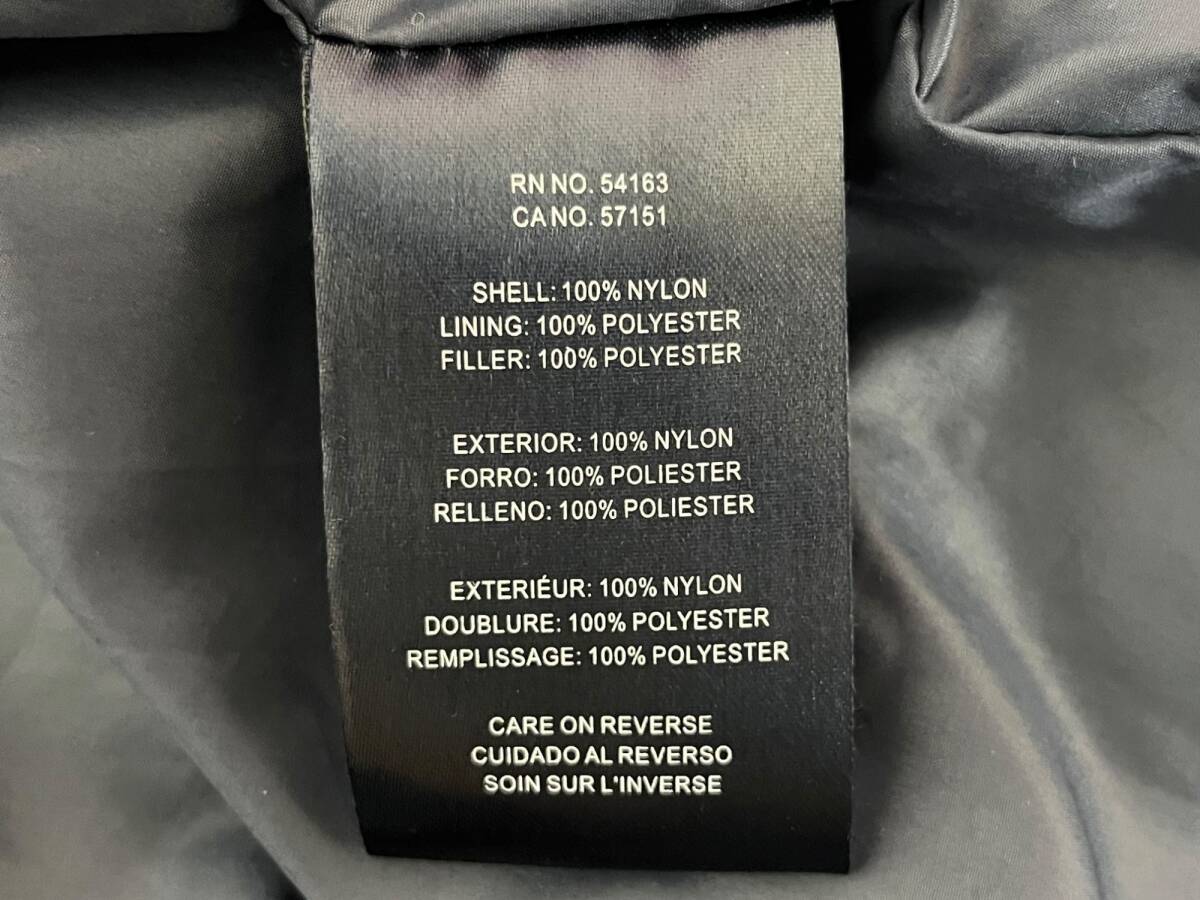 RN NO. 54163
CA NO. 57151
SHELL: 100% NYLON
LINING: 100% POLYESTER
FILLER: 100% POLYESTER
EXTERIOR: 100% NYLON
FORRO: 100% POLIESTER
RELLENO: 100% POLIESTER
EXTERIÉUR: 100% NYLON
DOUBLURE: 100% POLYESTER
REMPLISSAGE: 100% POLYESTER
CARE ON REVERSE
CUIDADO AL REVERSO
SOIN SUR L'INVERSE